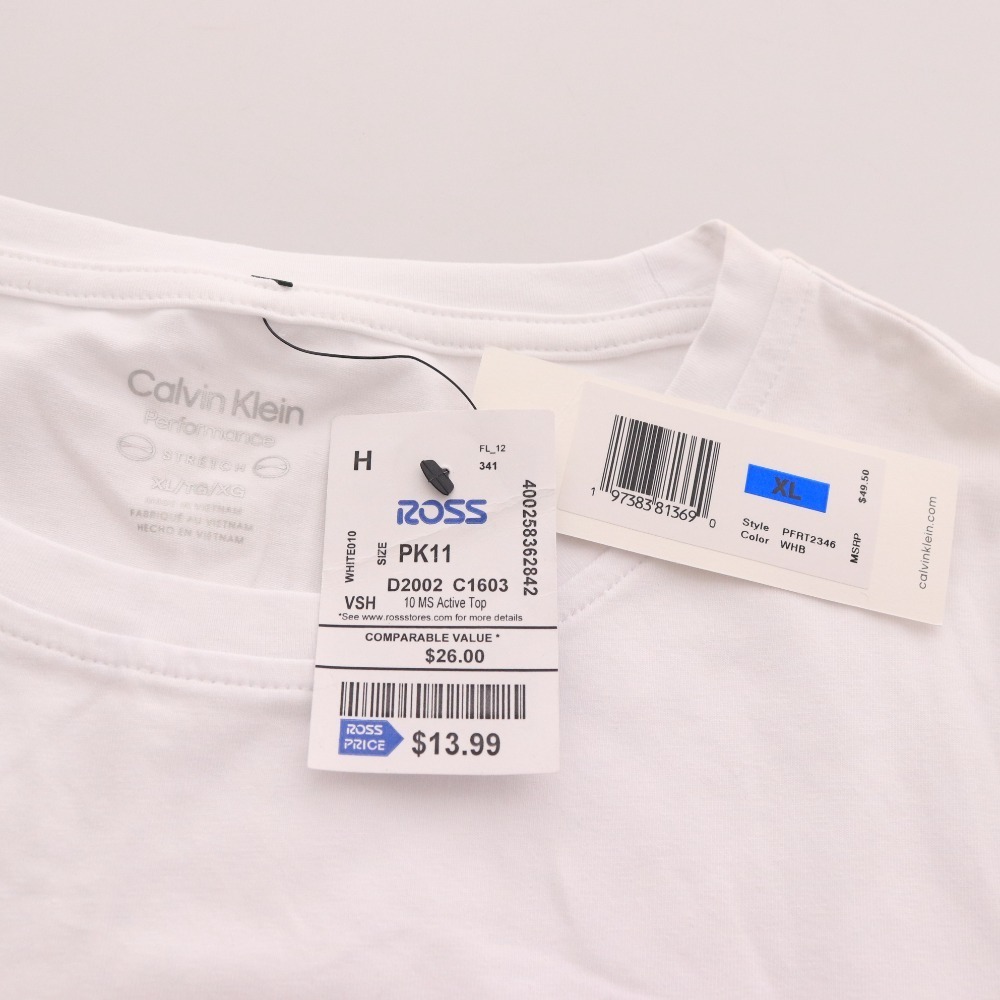 Calvin Klein
Performance
STRETCH
XL/TG/XG
MADE IN VIETNAM
FABRIQUÉ AU VIETNAM
HECHO EN VIETNAM
H
FL_12
341
ROSS
400258362842
WHITE010
SIZE
PK11
D2002 C1603
VSH 10 MS Active Top
*See www.rossstores.com for more details
COMPARABLE VALUE *
$26.00
ROSS
PRICE
$13.99
1 97383 81369 0
XL
Style PFRT2346
Color WHB
MSRP $49.50
calvinklein.com